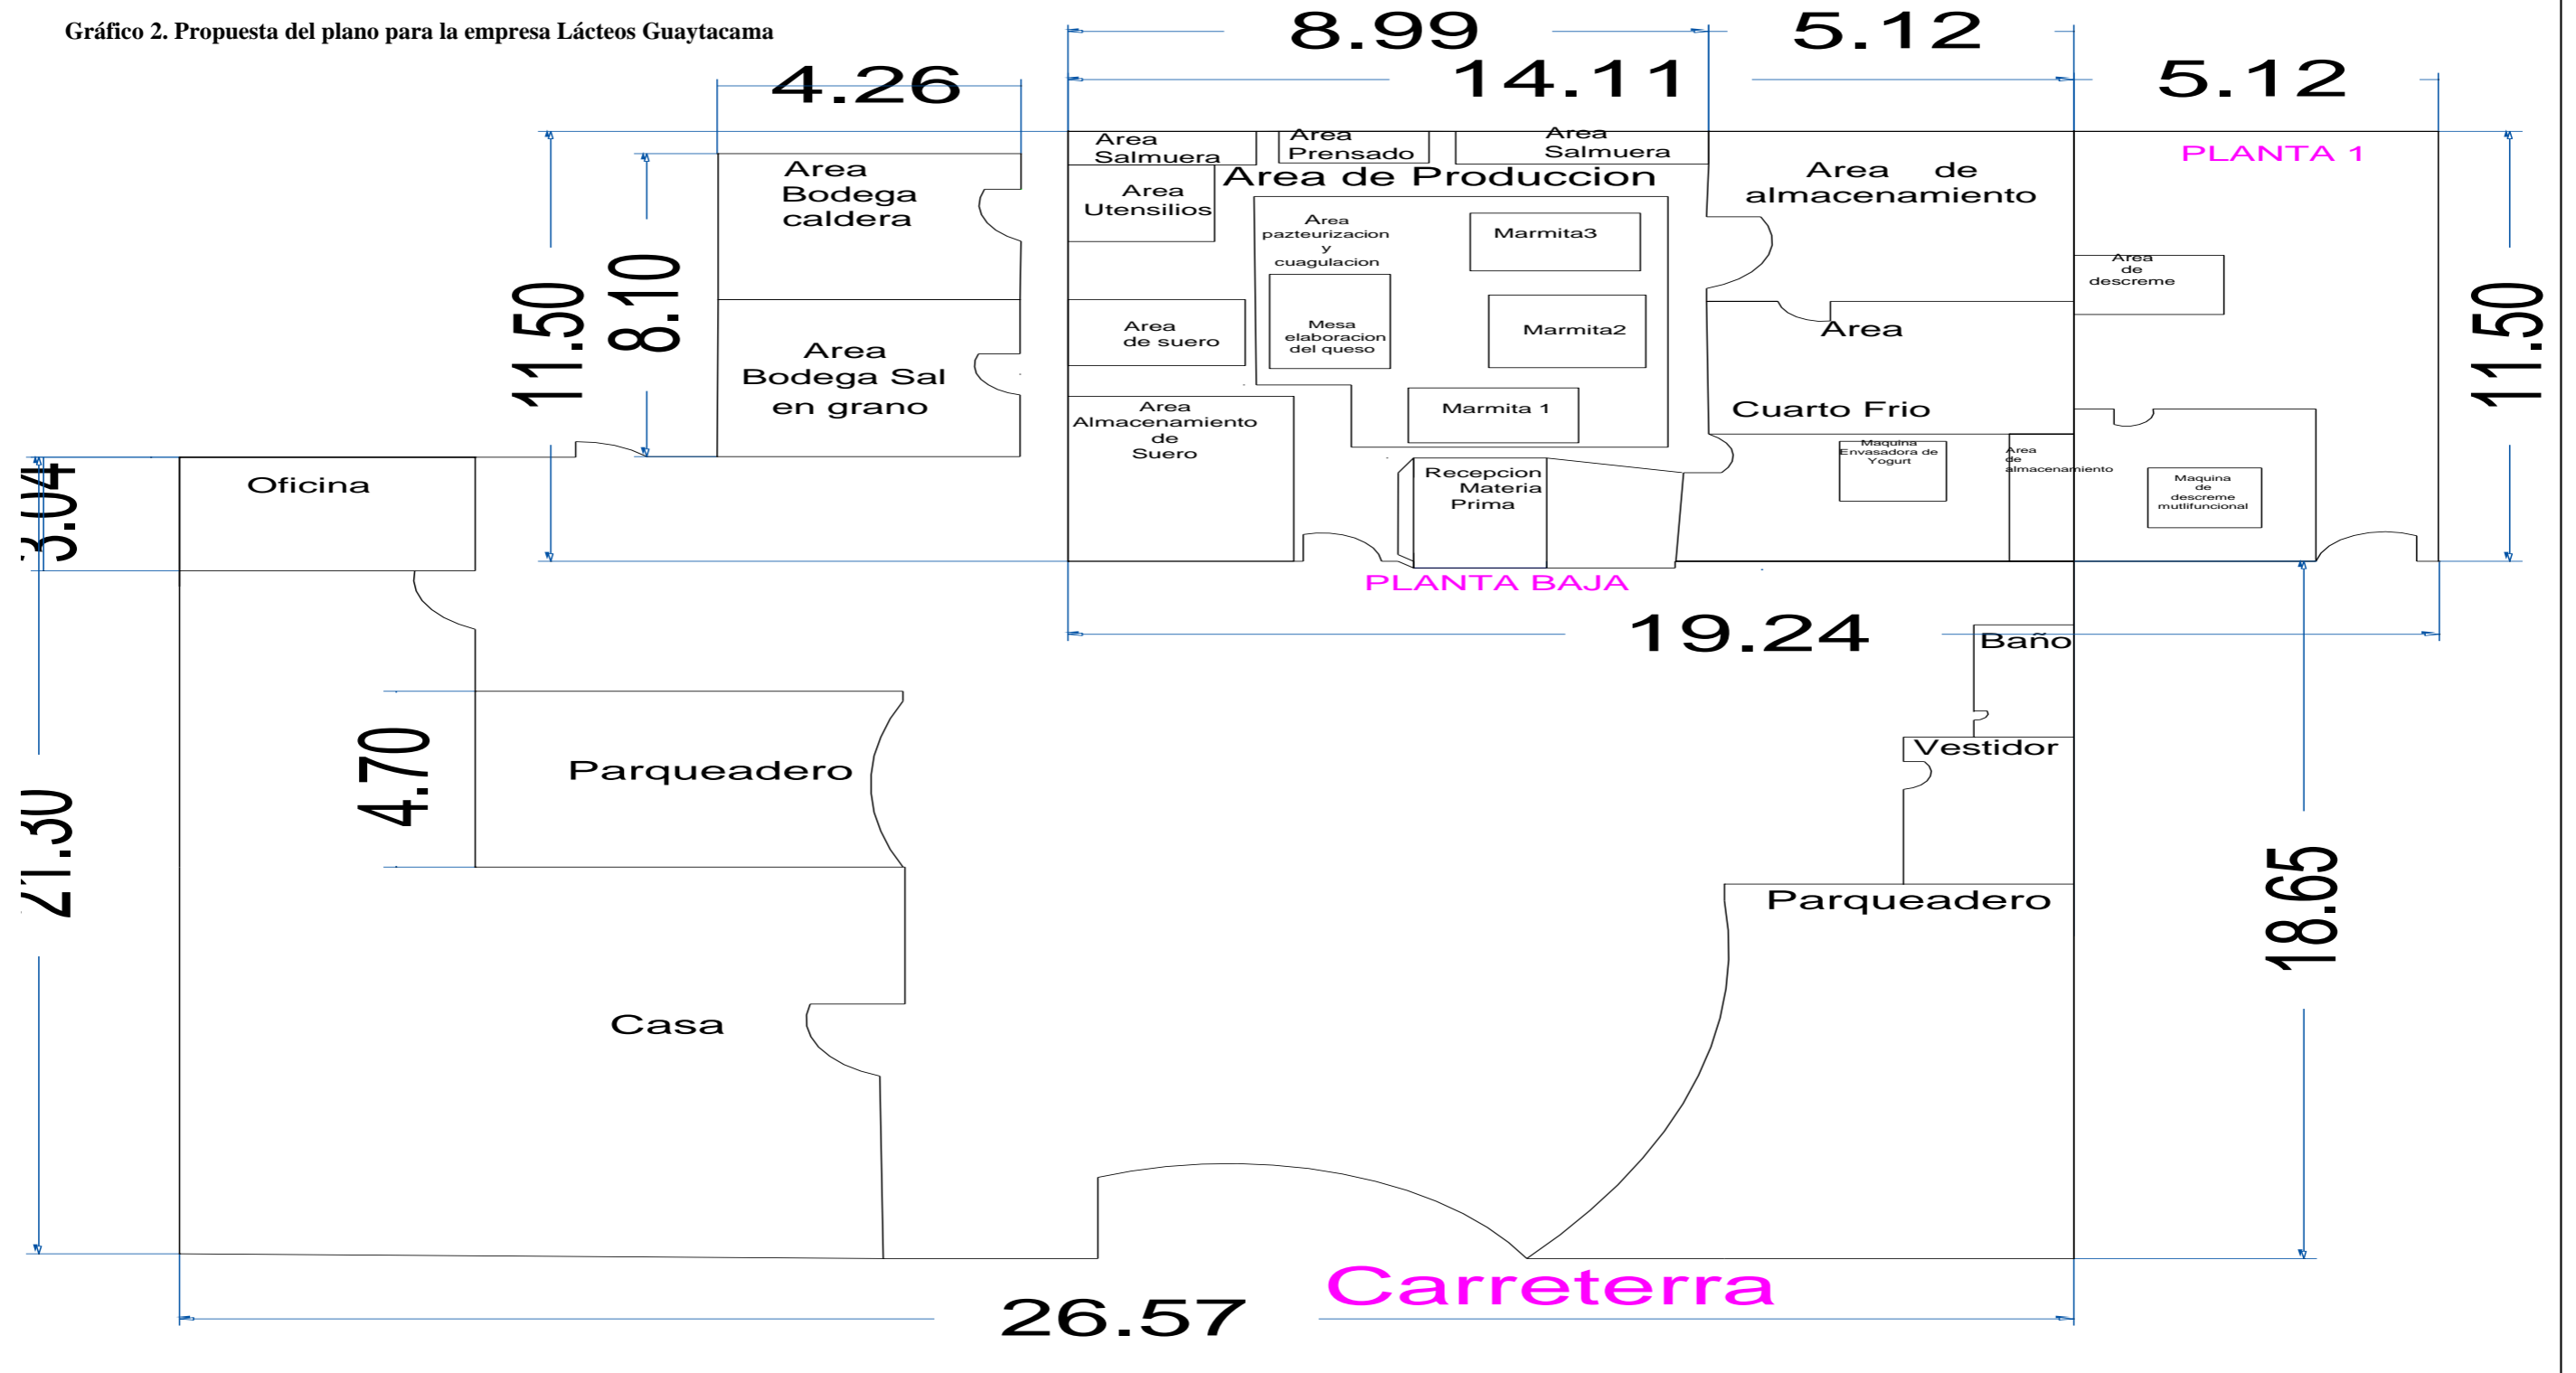 Gráfico 2. Propuesta del plano para la empresa Lácteos Guaytacama
8.99
5.12
4.26
14.11
5.12
11.50
8.10
Area
Bodega
caldera
Area
Bodega Sal
en grano
Area
Salmuera
Area
Prensado
Area
Salmuera
Area de Produccion
Area
Utensilios
Area
pazteurizacion
y
cuagulacion
Marmita3
Area
de suero
Mesa
elaboracion
del queso
Marmita2
Marmita 1
Area
Almacenamiento
de
Suero
Recepcion
Materia
Prima
Area de
almacenamiento
Area
Cuarto Frio
Maquina
Envasadora de
Yogurt
Area
de
almacenamiento
PLANTA 1
Area
de
descreme
Maquina
de
descreme
mutlifuncional
11.50
PLANTA BAJA
19.24
3.04
Oficina
21.30
4.70
Parqueadero
Casa
Baño
Vestidor
Parqueadero
18.65
Carreterra
26.57